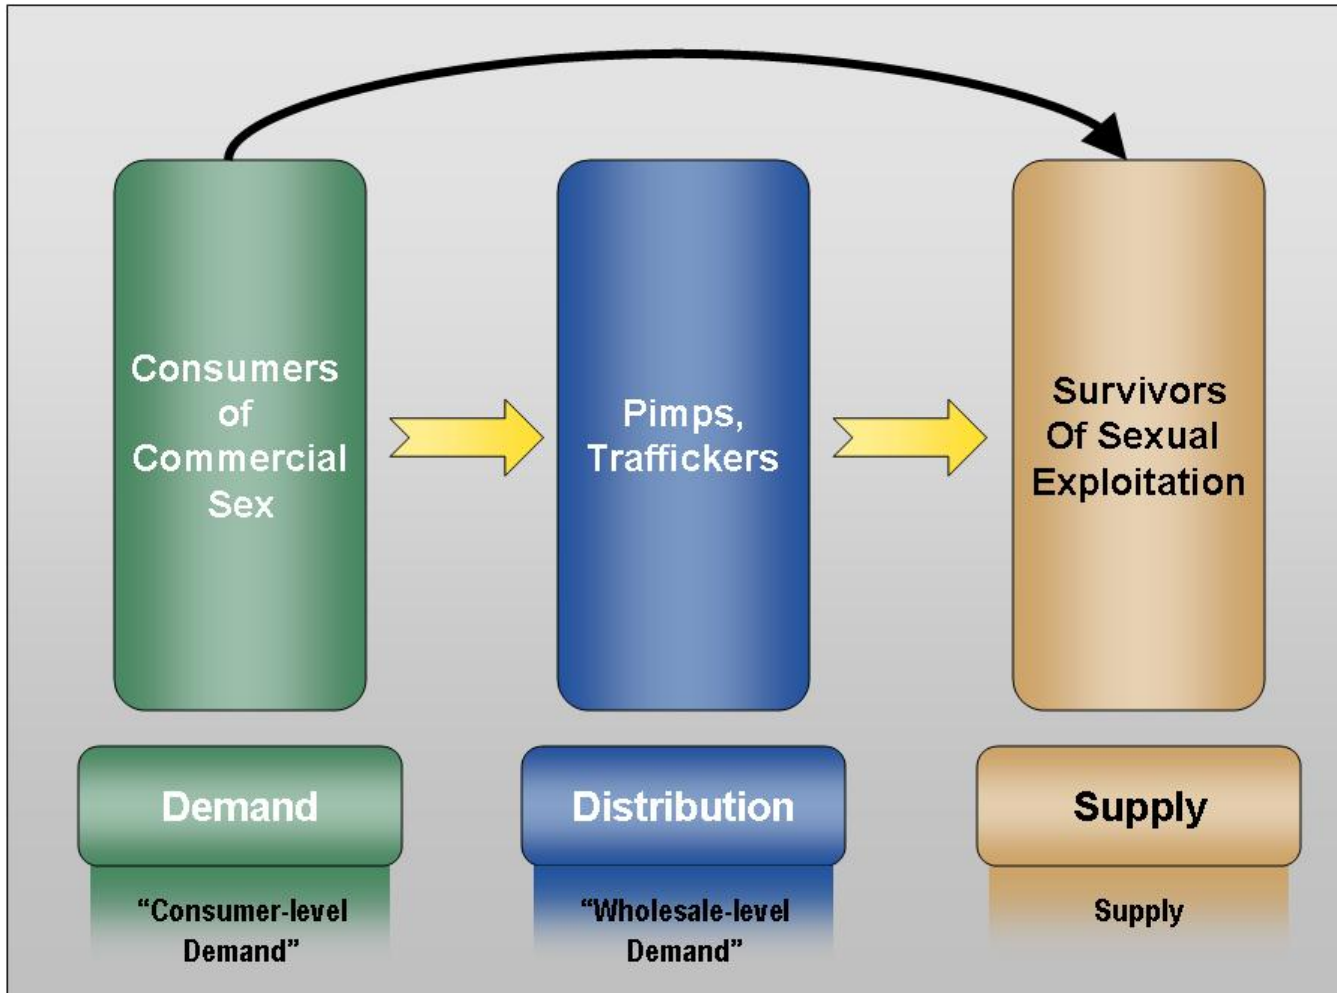 Consumers
of
Commercial
Sex
Pimps,
Traffickers
Survivors
Of Sexual
Exploitation
Demand
“Consumer-level
Demand”
Distribution
“Wholesale-level
Demand”
Supply
Supply